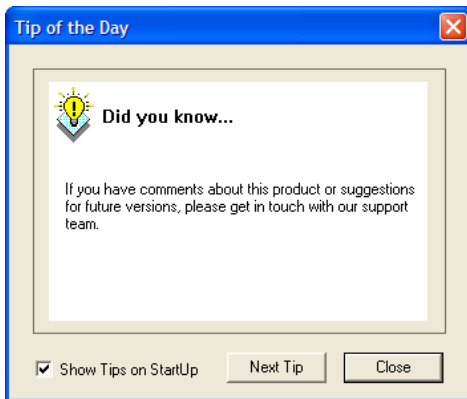 Tip of the Day
Did you know...
If you have comments about this product or suggestions
for future versions, please get in touch with our support
team.
Show Tips on StartUp
Next Tip
Close